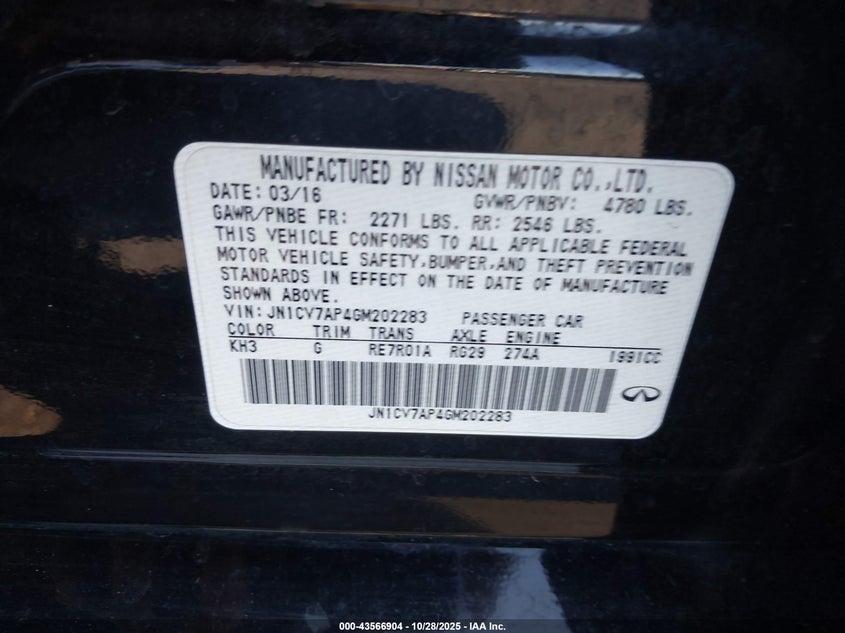 MANUFACTURED BY NISSAN MOTOR CO.,LTD.
DATE: 03/16 GVWR/PNBV: 4780 LBS.
GAWR/PNBE FR: 2271 LBS. RR: 2546 LBS.
THIS VEHICLE CONFORMS TO ALL APPLICABLE FEDERAL
MOTOR VEHICLE SAFETY,BUMPER,AND THEFT PREVENTION
STANDARDS IN EFFECT ON THE DATE OF MANUFACTURE
SHOWN ABOVE.
VIN: JN1CV7AP4GM202283 PASSENGER CAR
COLOR TRIM TRANS AXLE ENGINE
KH3 G RE7R01A RG29 274A 1991CC
JN1CV7AP4GM202283
000-43566904 - 10/28/2025 - IAA Inc.